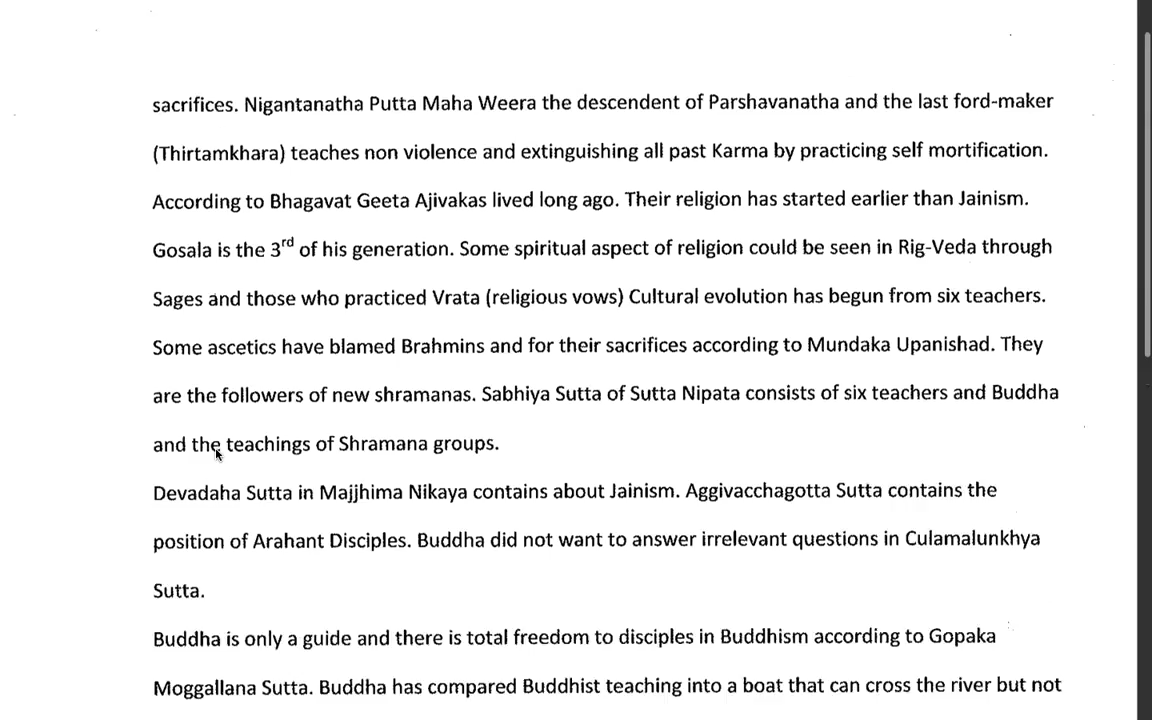 sacrifices. Nigantanatha Putta Maha Weera the descendent of Parshavanatha and the last ford-maker
(Thirtamkhara) teaches non violence and extinguishing all past Karma by practicing self mortification.
According to Bhagavat Geeta Ajivakas lived long ago. Their religion has started earlier than Jainism.
Gosala is the 3rd of his generation. Some spiritual aspect of religion could be seen in Rig-Veda through
Sages and those who practiced Vrata (religious vows) Cultural evolution has begun from six teachers.
Some ascetics have blamed Brahmins and for their sacrifices according to Mundaka Upanishad. They
are the followers of new shramanas. Sabhiya Sutta of Sutta Nipata consists of six teachers and Buddha
and the teachings of Shramana groups.
Devadaha Sutta in Majjhima Nikaya contains about Jainism. Aggivacchagotta Sutta contains the
position of Arahant Disciples. Buddha did not want to answer irrelevant questions in Culamalunkhya
Sutta.
Buddha is only a guide and there is total freedom to disciples in Buddhism according to Gopaka
Moggallana Sutta. Buddha has compared Buddhist teaching into a boat that can cross the river but not